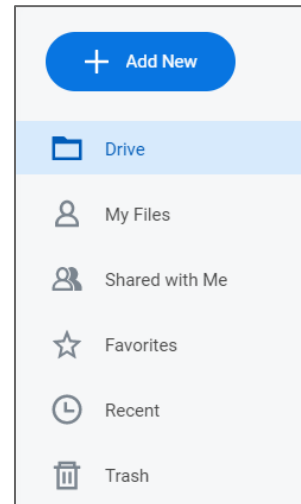 Add New
Drive
My Files
Shared with Me
Favorites
Recent
Trash